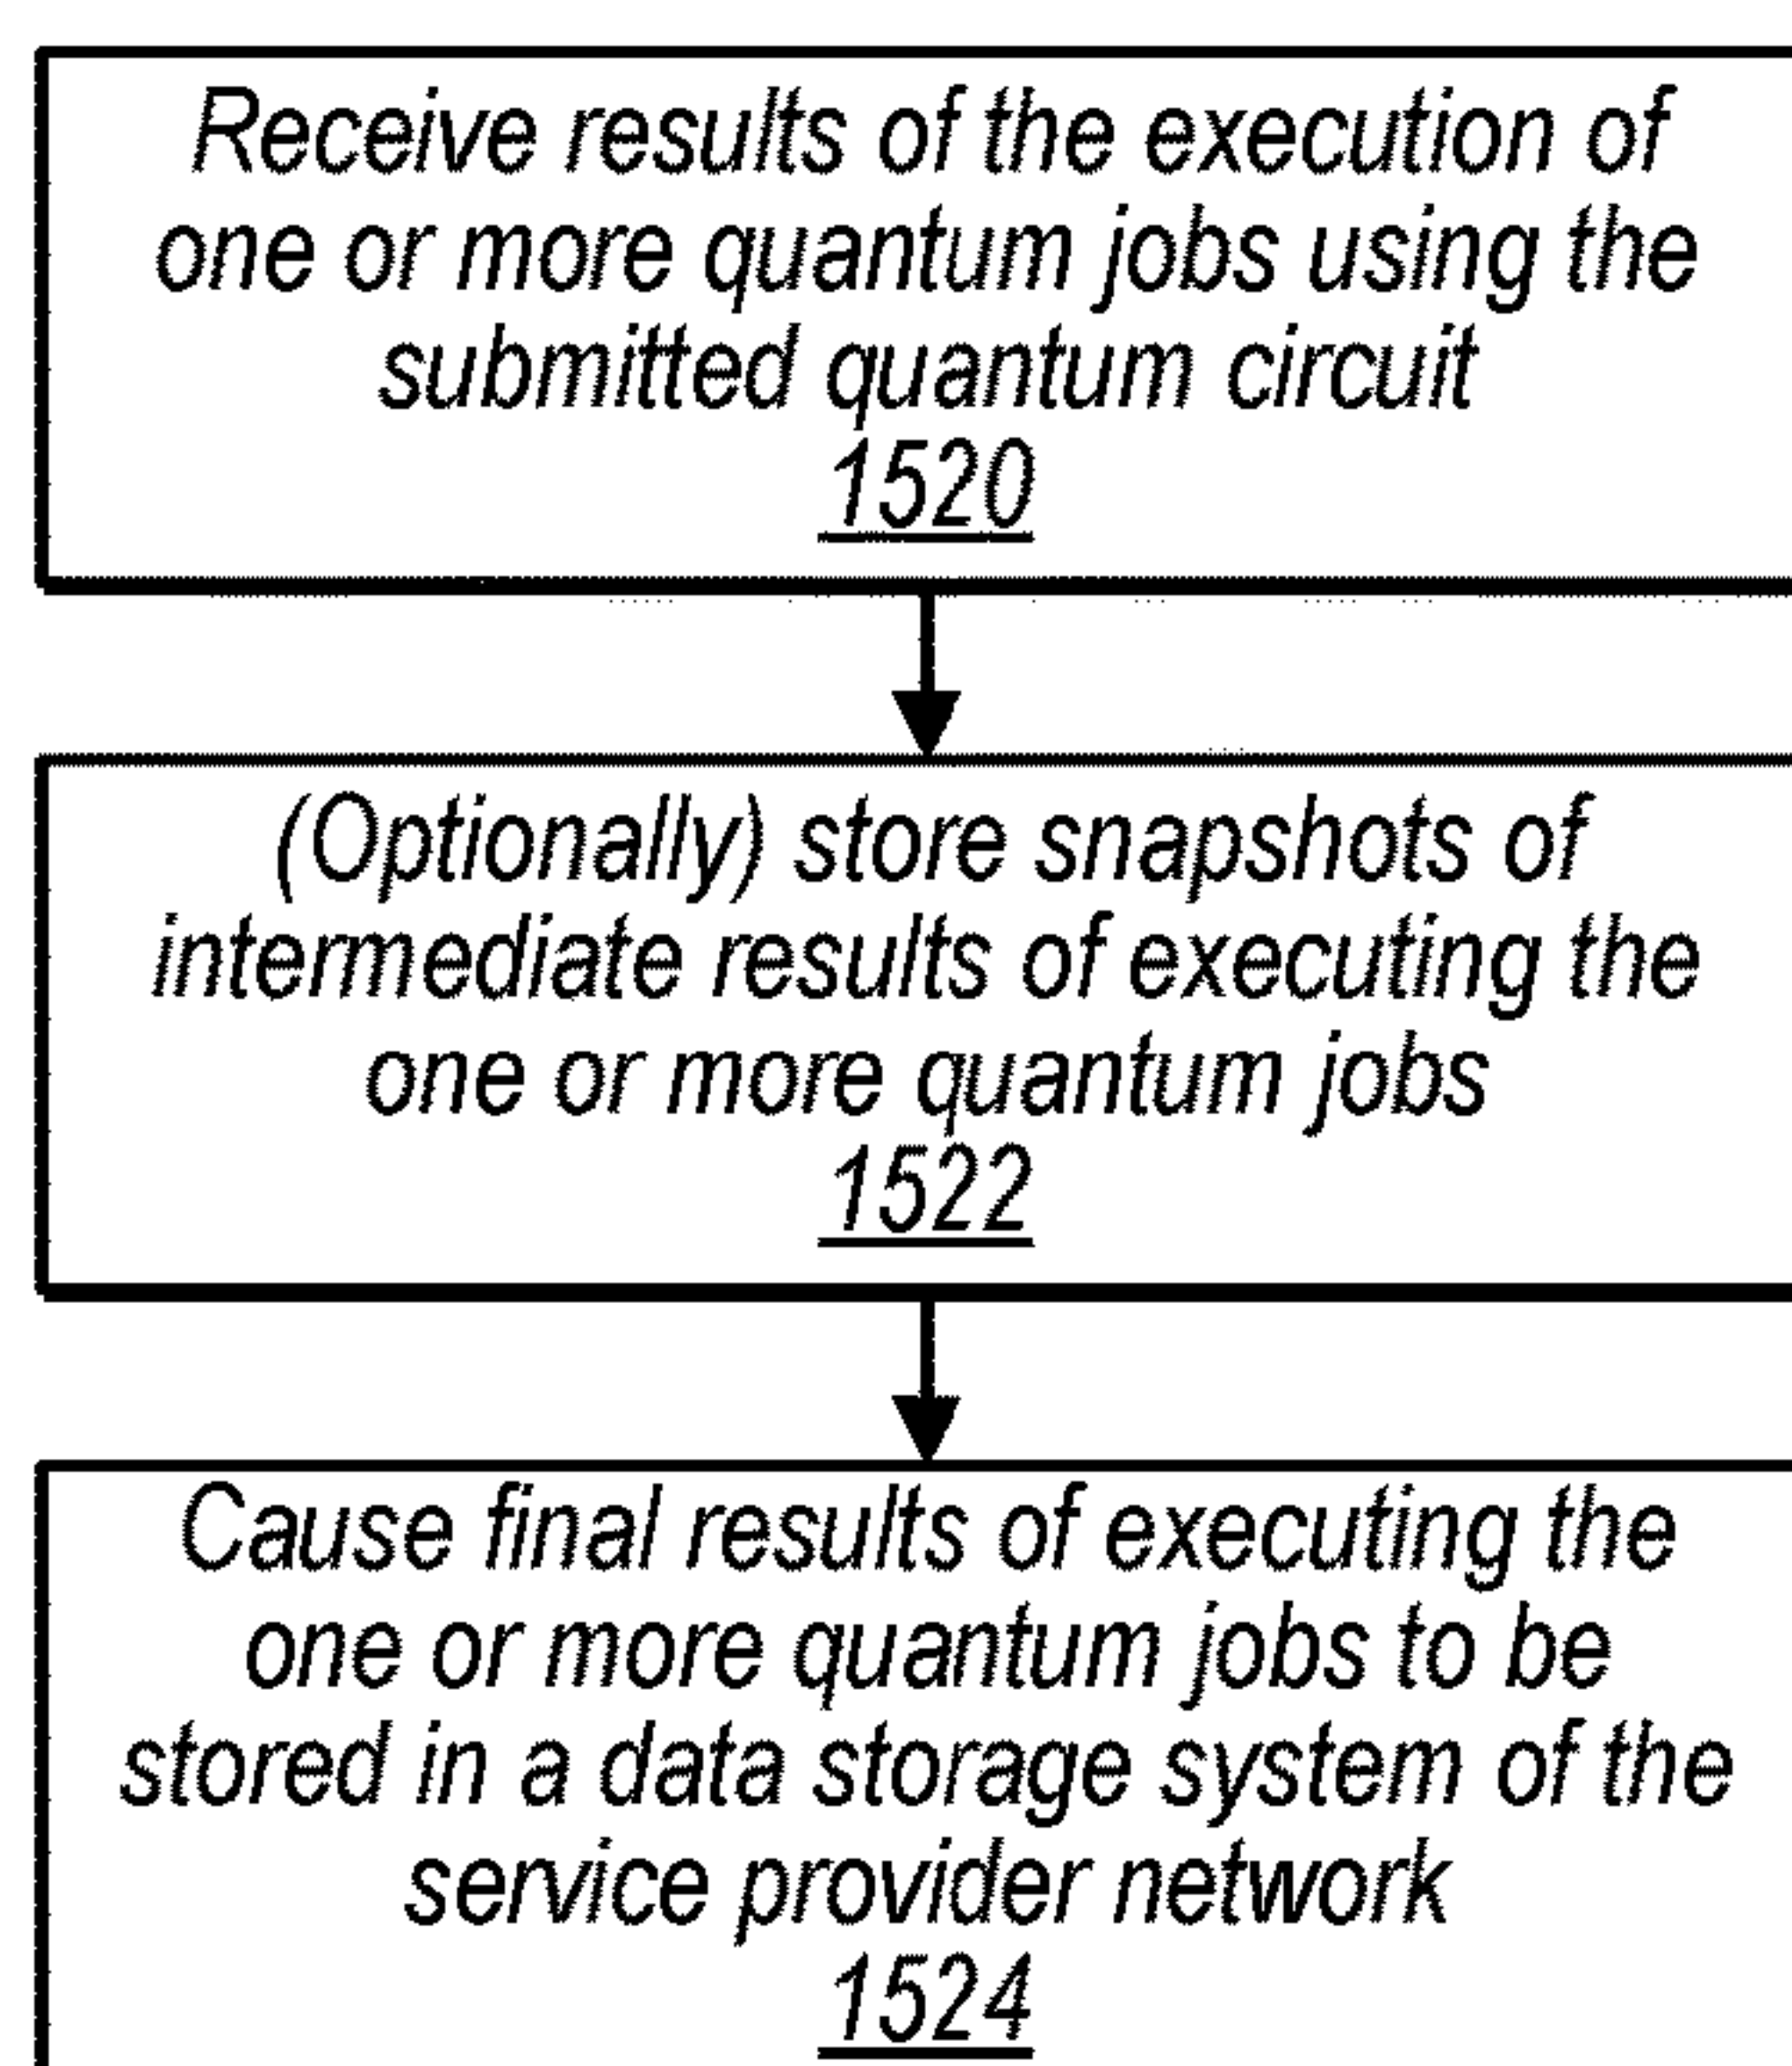 Receive results of the execution of
one or more quantum jobs using the
submitted quantum circuit
1520
(Optionally) store snapshots of
intermediate results of executing the
one or more quantum jobs
1522
Cause final results of executing the
one or more quantum jobs to be
stored in a data storage system of the
service provider network
1524